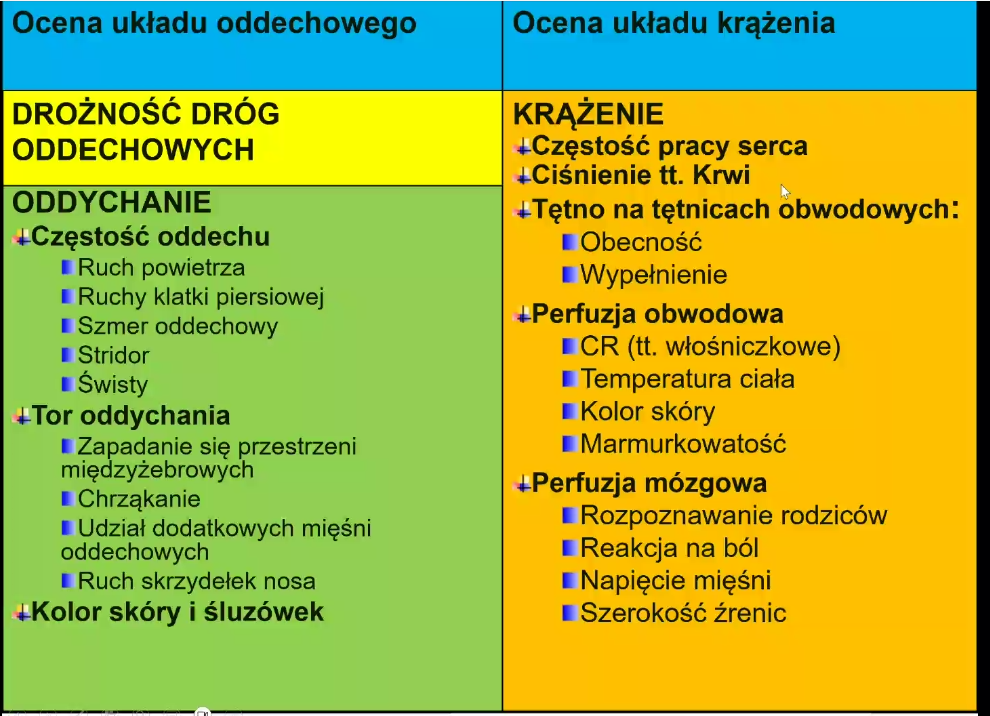 Ocena układu oddechowego
DROŻNOŚĆ DRÓG
ODDECHOWYCH
ODDYCHANIE
Częstość oddechu
Ruch powietrza
Ruchy klatki piersiowej
Szmer oddechowy
Stridor
Świsty
Tor oddychania
Zapadanie się przestrzeni
międzyżebrowych
Chrząkanie
Udział dodatkowych mięśni
oddechowych
Ruch skrzydełek nosa
Kolor skóry i śluzówek
Ocena układu krążenia
KRĄŻENIE
Częstość pracy serca
Ciśnienie tt. Krwi
Tętno na tętnicach obwodowych:
Obecność
Wypełnienie
Perfuzja obwodowa
CR (tt. włośniczkowe)
Temperatura ciała
Kolor skóry
Marmurkowatość
Perfuzja mózgowa
Rozpoznawanie rodziców
Reakcja na ból
Napięcie mięśni
Szerokość źrenic